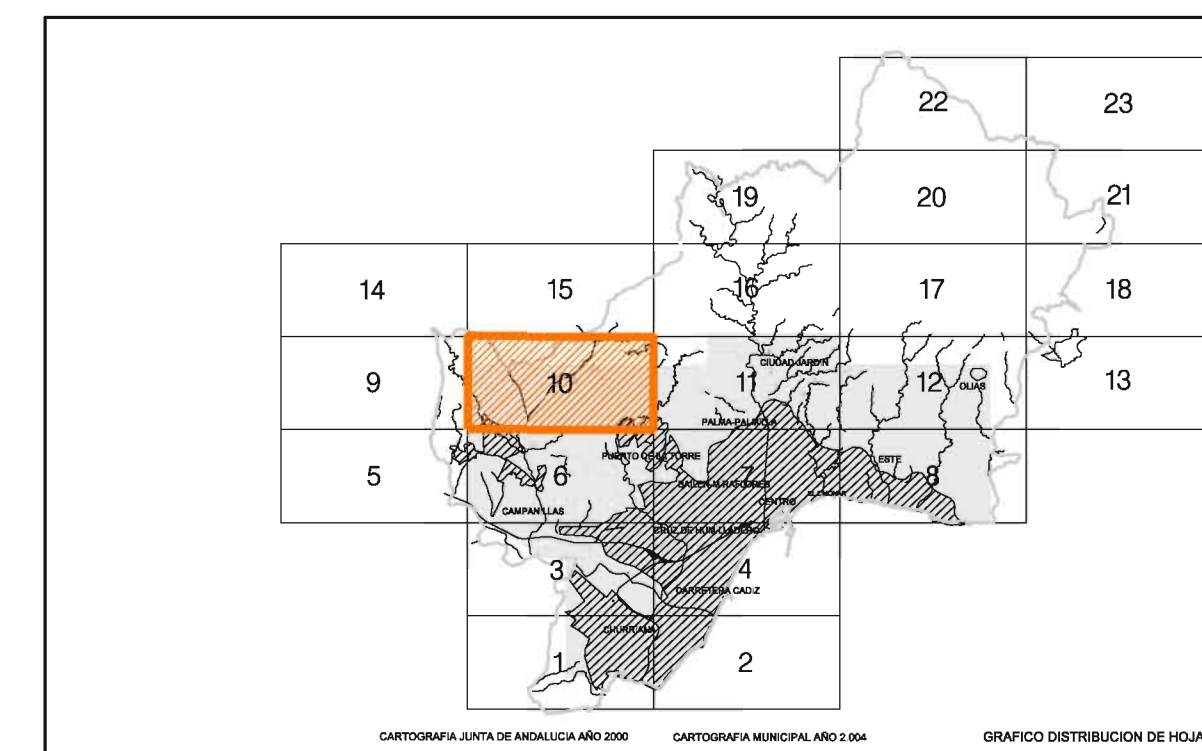 22 23
19 20 21
14 15 16 17 18
CIUDAD JARDIN
9 10 11 12 OLIAS 13
PALMA-PALMILLA
PUERTO DE LA TORRE ESTE
5 6 7 8
CENTRO
CAMPANILLAS
3 4
CARRETERA CADIZ
CHURRIANA
1 2
CARTOGRAFIA JUNTA DE ANDALUCIA AÑO 2000 CARTOGRAFIA MUNICIPAL AÑO 2.004 GRAFICO DISTRIBUCION DE HOJA